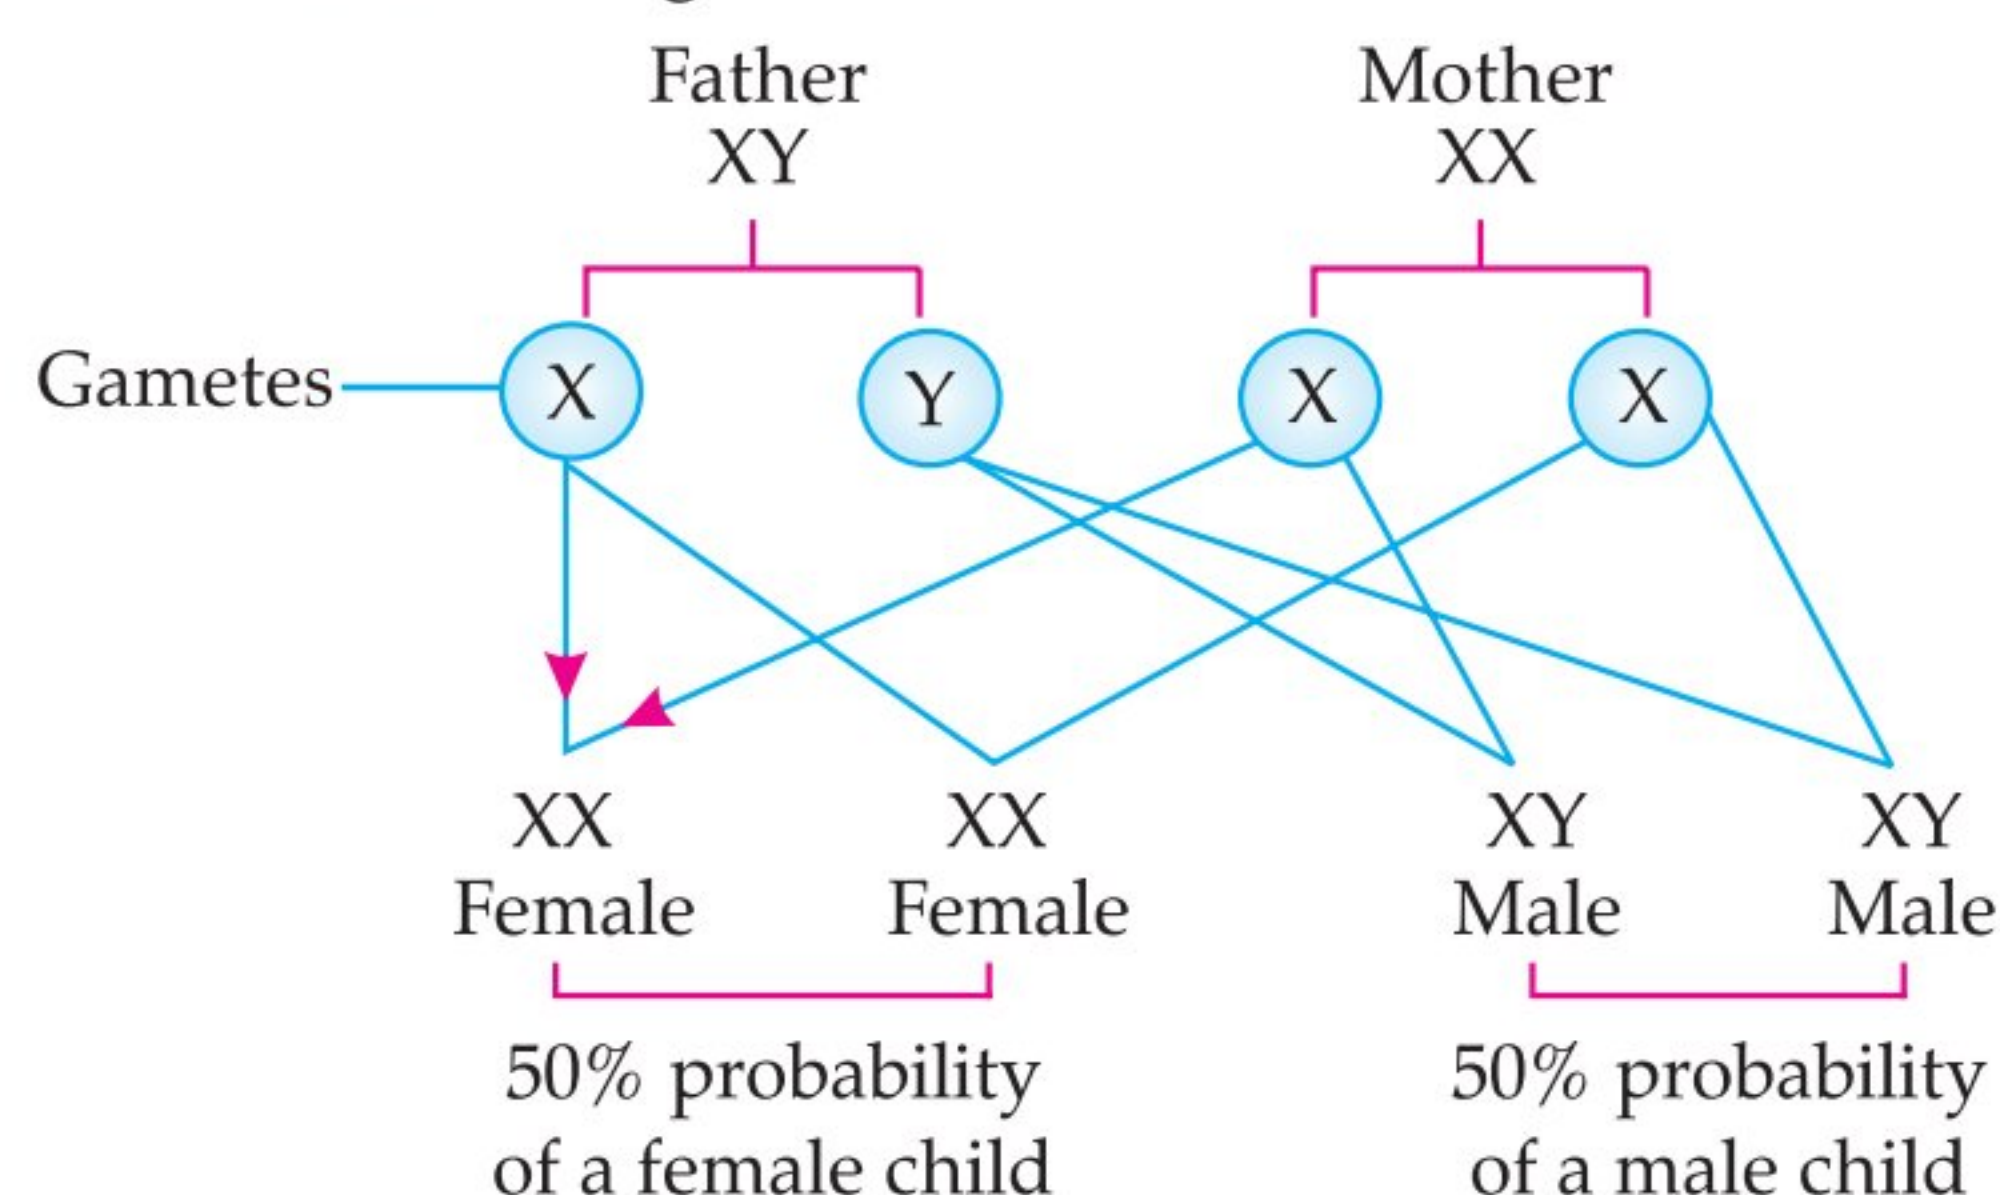 Father Mother
XY XX
Gametes X Y X X
XX XX XY XY
Female Female Male Male
50% probability 50% probability
of a female child of a male child